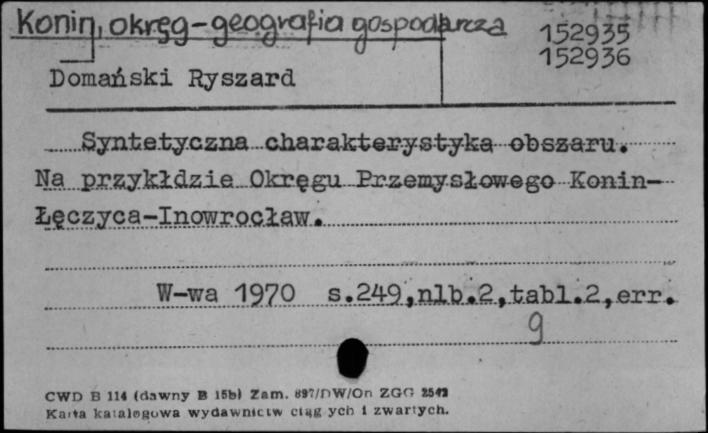 Konin, okręg-geografia gospodarcza
152935
152936
Domański Ryszard
Syntetyczna charakterystyka obszaru.
Na przykłdzie Okręgu Przemysłowego Konin-
Łęczyca-Inowrocław.
W-wa 1970 s.249,nlb.2,tabl.2,err.
9
CWD B 114 (dawny B 15b) Zam. 897/DW/On ZGG 2542
Karta katalogowa wydawnictw ciągłych i zwartych.